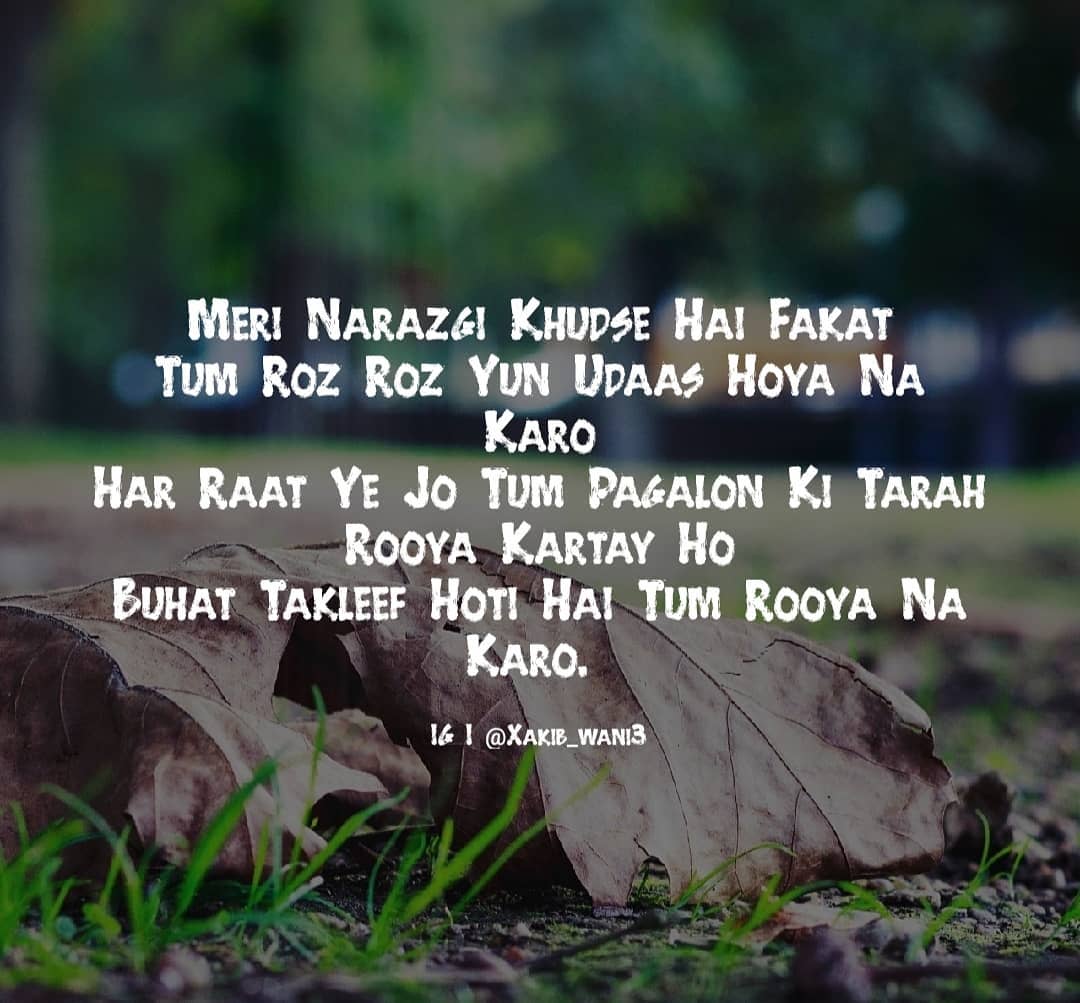 Meri Narazgi Khudse Hai Fakat
Tum Roz Roz Yun Udaas Hoya Na
Karo
Har Raat Ye Jo Tum Pagalon Ki Tarah
Rooya Kartay Ho
Buhat Takleef Hoti Hai Tum Rooya Na
Karo.
IG | @Xakib_wani3